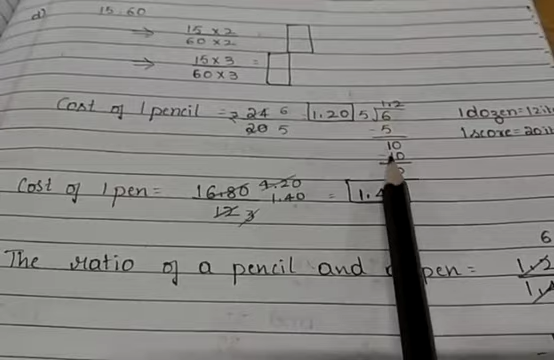 d) 15:60
→ 15 x 2 / 60 x 2
→ 15 x 3 / 60 x 3 =
Cost of 1 pencil = 24 6 / 20 5 1.20 5 √6 1.2
1 dozen = 12
-5
1 score = 20
10
-10
Cost of 1 pen = 16.80 4.20 1.40 / 12 3 =
The ratio of a pencil and pen =
6